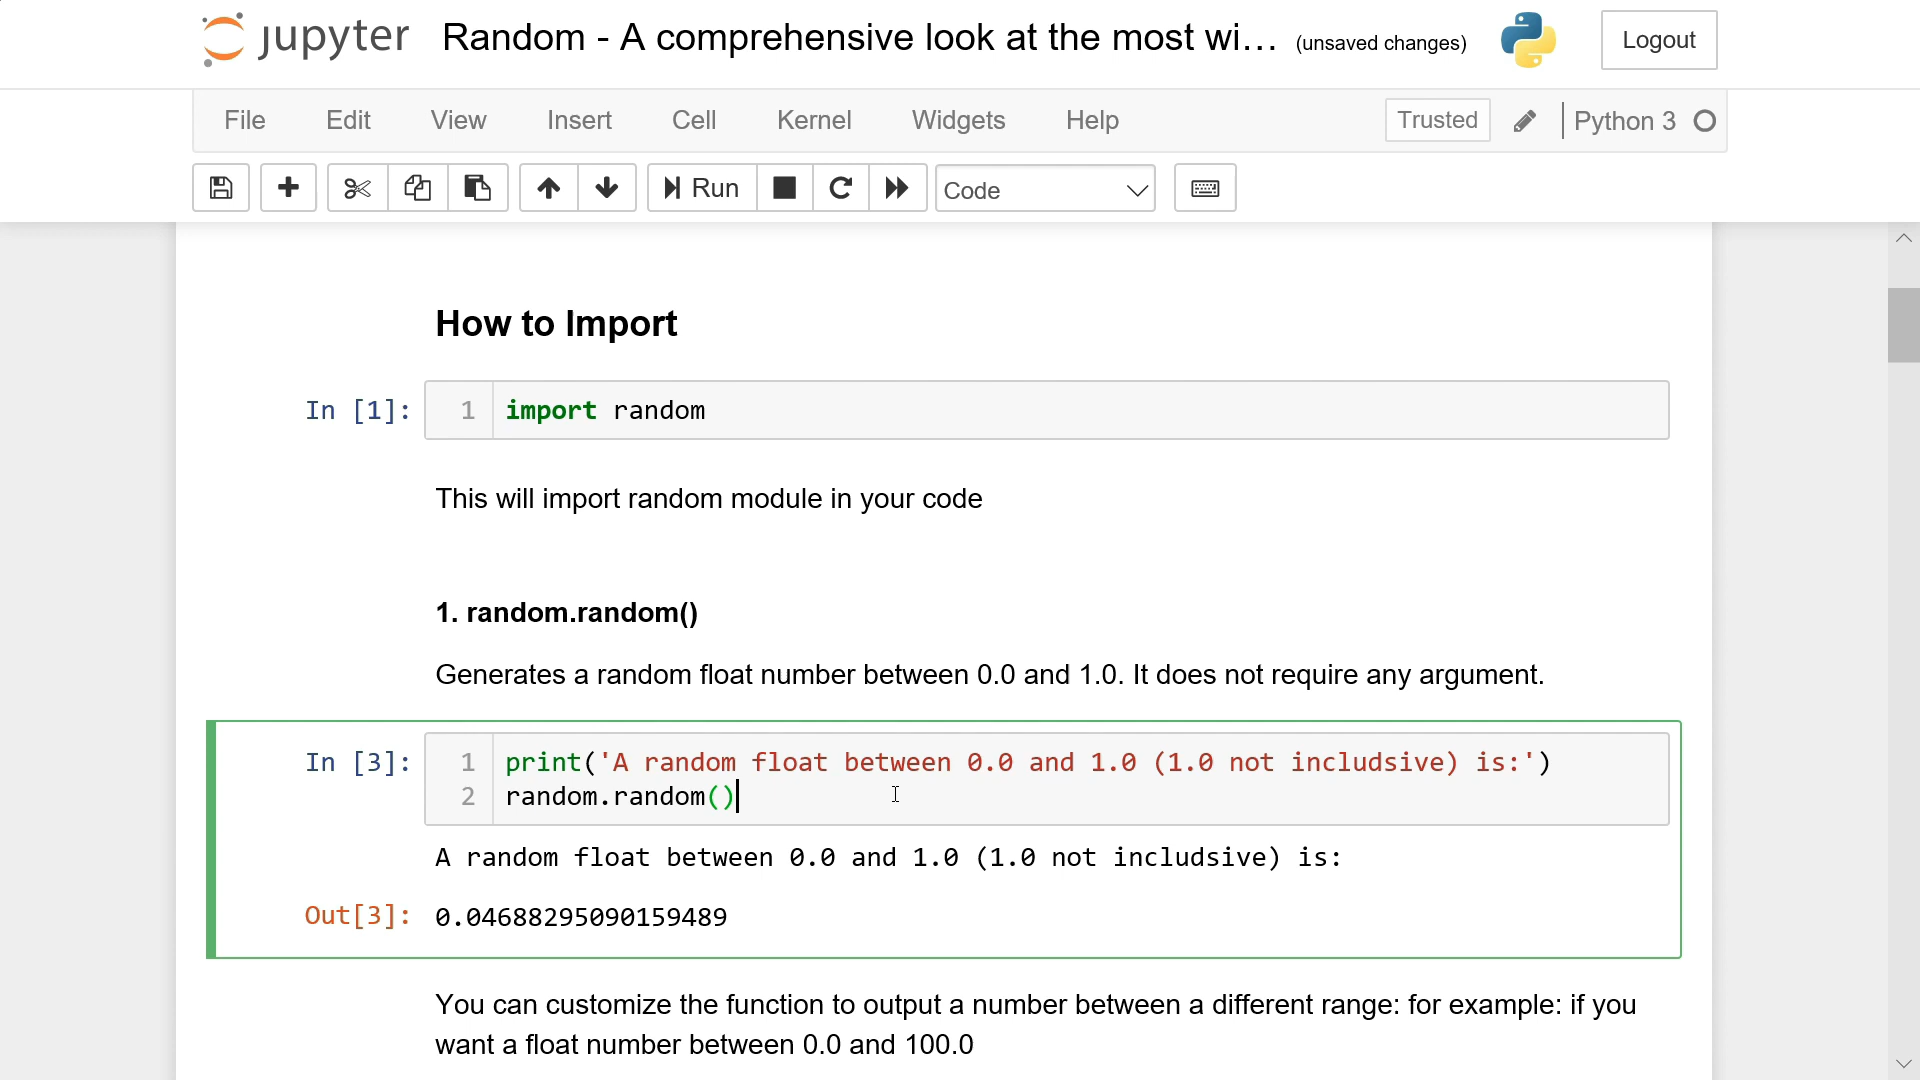 jupyter Random - A comprehensive look at the most wi... (unsaved changes) Logout
File Edit View Insert Cell Kernel Widgets Help Trusted Python 3
Run Code
How to Import
In [1]: 1 import random
This will import random module in your code
1. random.random()
Generates a random float number between 0.0 and 1.0. It does not require any argument.
In [3]: 1 print('A random float between 0.0 and 1.0 (1.0 not includsive) is:')
2 random.random()
A random float between 0.0 and 1.0 (1.0 not includsive) is:
Out[3]: 0.04688295090159489
You can customize the function to output a number between a different range: for example: if you
want a float number between 0.0 and 100.0